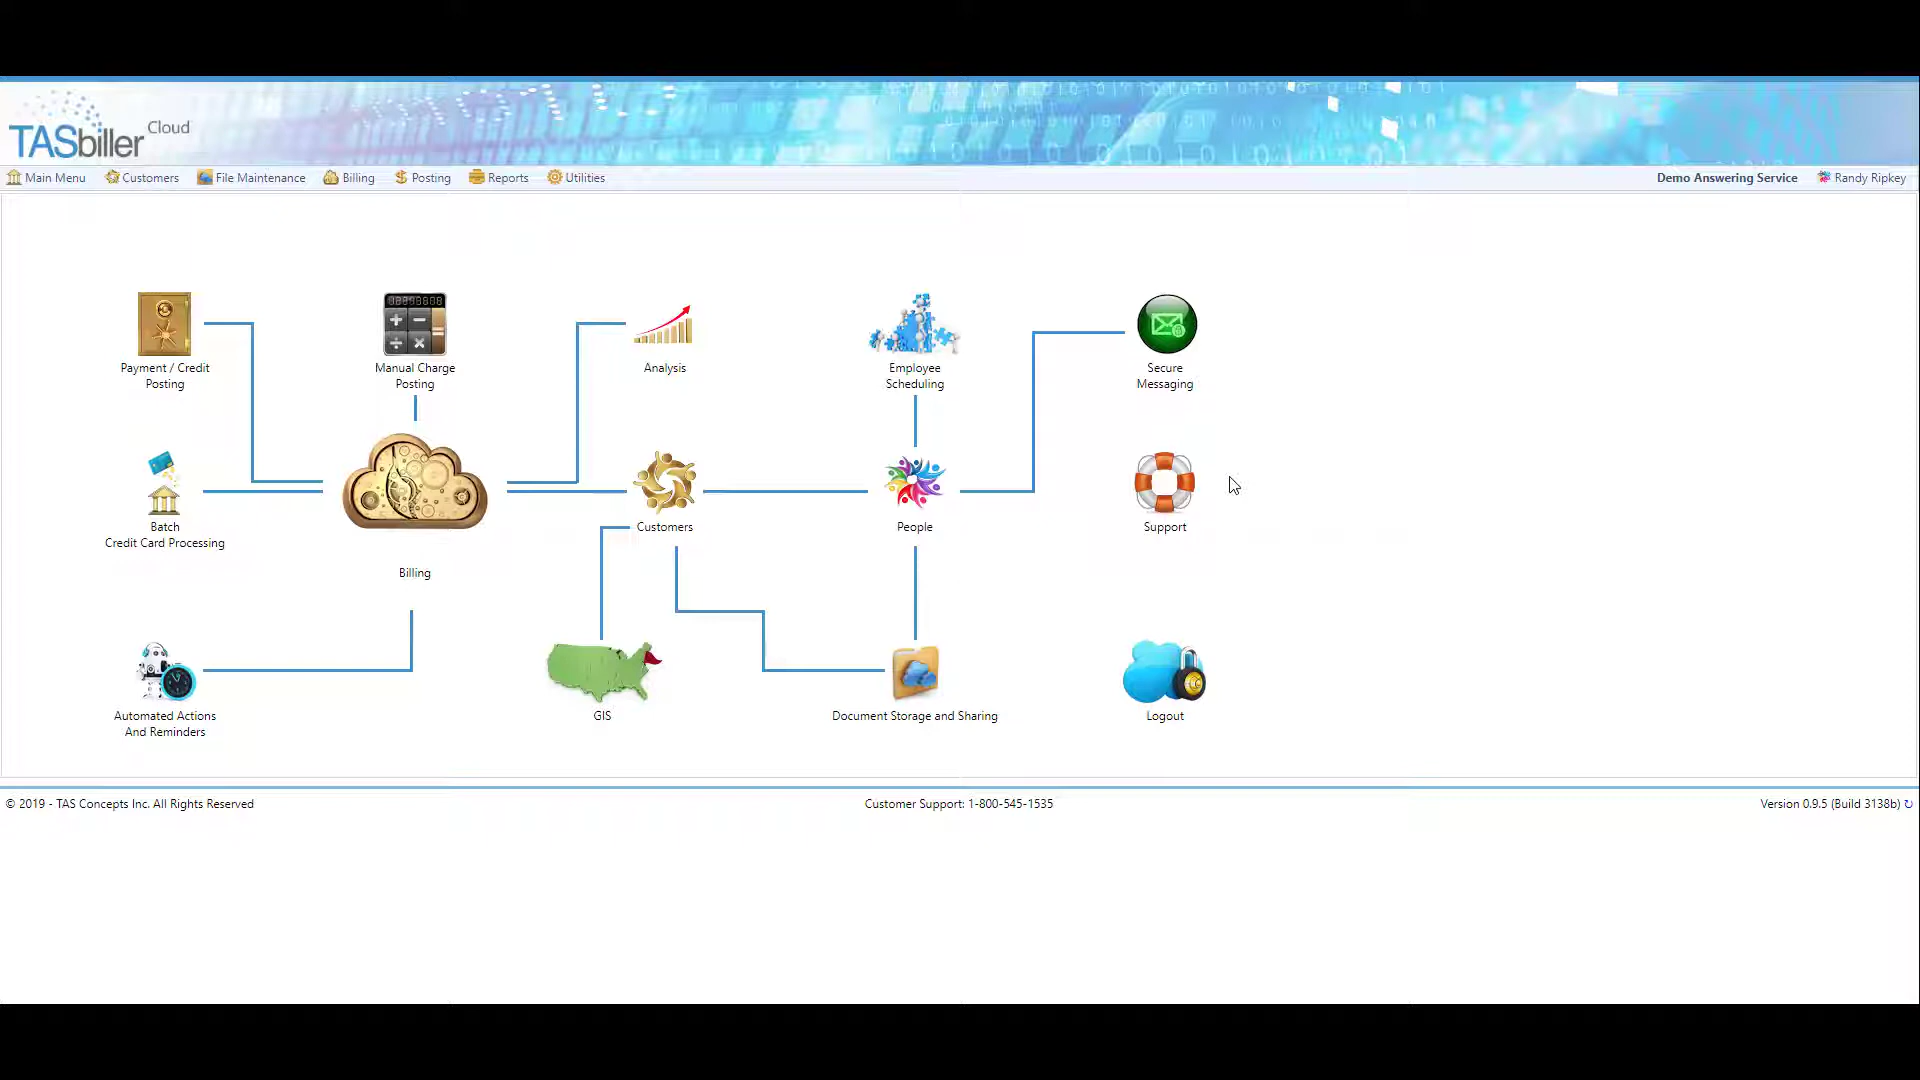 TASbiller Cloud
Main Menu Customers File Maintenance Billing Posting Reports Utilities Demo Answering Service Randy Ripkey
Payment / Credit
Posting
Manual Charge
Posting
Analysis
Employee
Scheduling
Secure
Messaging
Batch
Credit Card Processing
Billing
Customers
People
Support
Automated Actions
And Reminders
GIS
Document Storage and Sharing
Logout
© 2019 - TAS Concepts Inc. All Rights Reserved
Customer Support: 1-800-545-1535
Version 0.9.5 (Build 3138b)